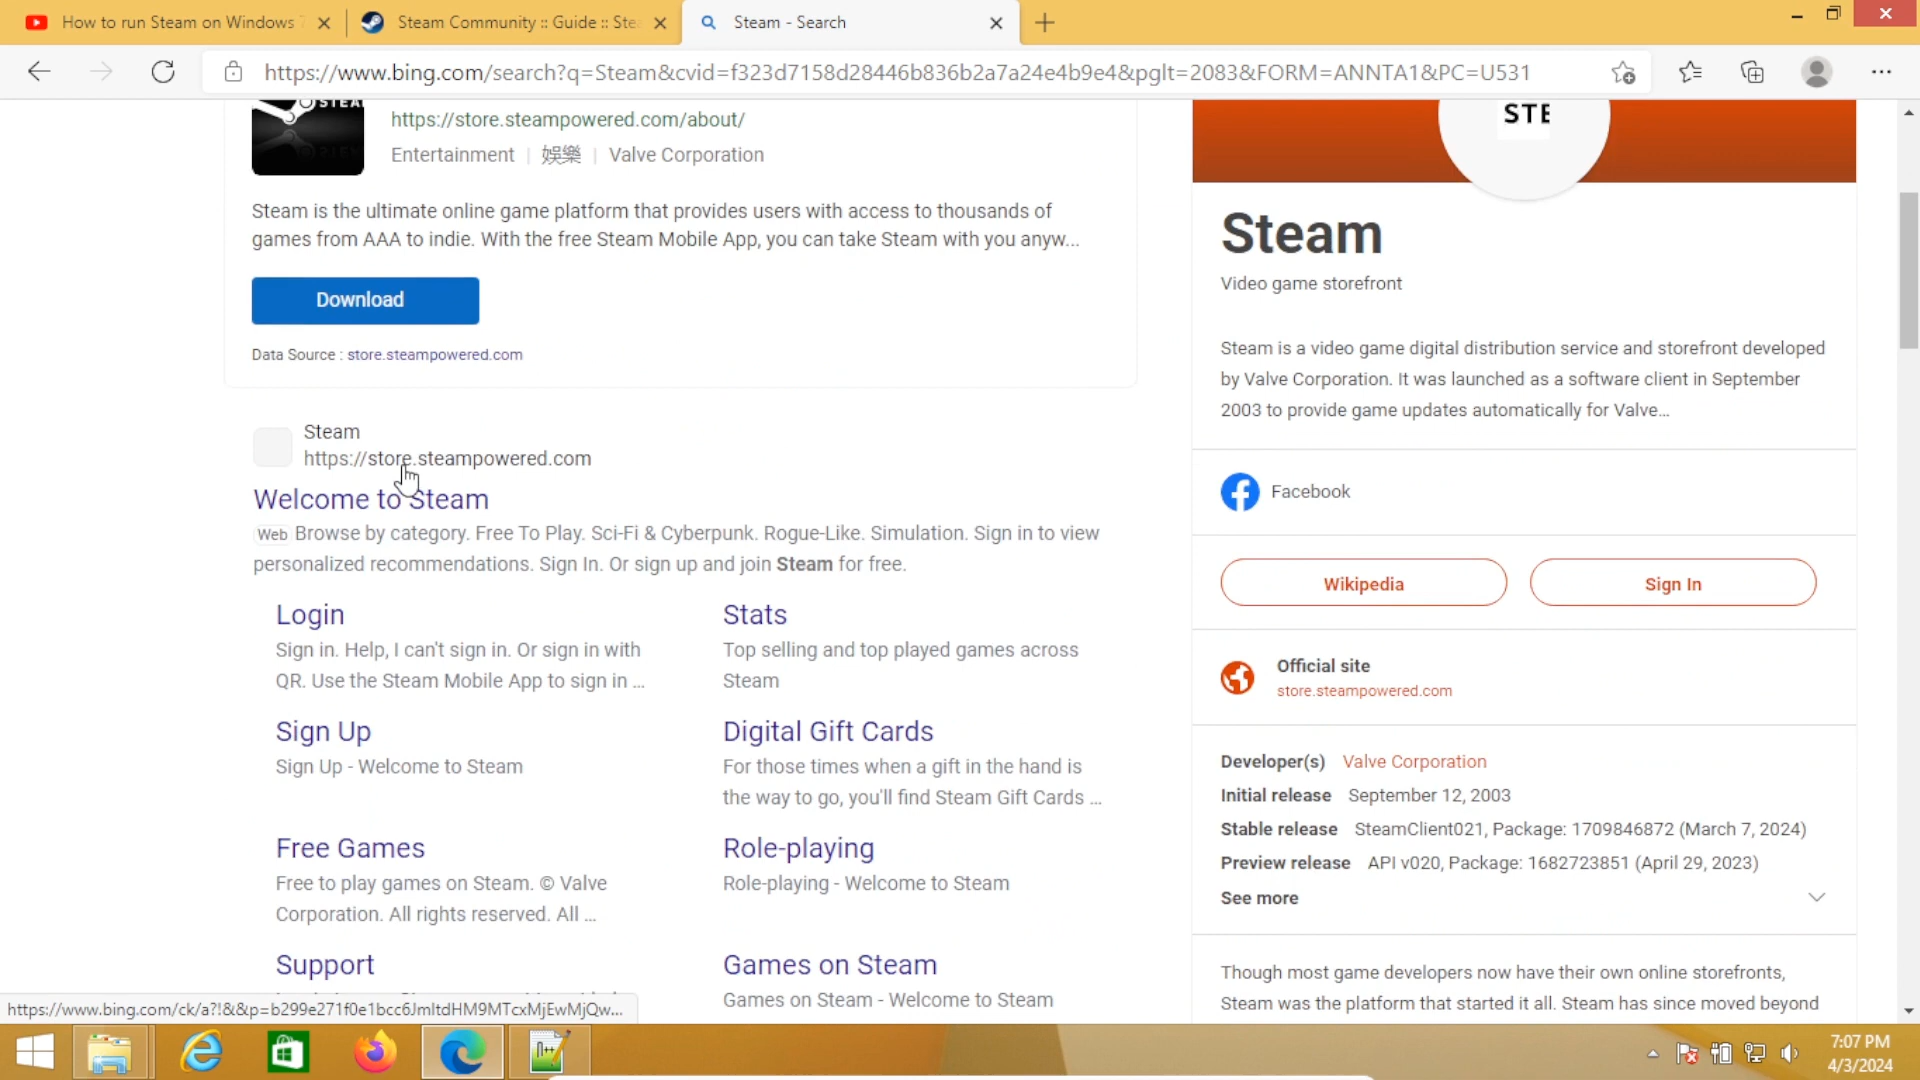 How to run Steam on Windows 7
Steam Community :: Guide :: Ste
Steam - Search
https://www.bing.com/search?q=Steam&cvid=f323d7158d28446b836b2a7a24e4b9e4&pglt=2083&FORM=ANNTA1&PC=U531
STEAM
https://store.steampowered.com/about/
Entertainment | 娛樂 | Valve Corporation
Steam is the ultimate online game platform that provides users with access to thousands of
games from AAA to indie. With the free Steam Mobile App, you can take Steam with you anyw...
Download
Data Source : store.steampowered.com
Steam
https://store.steampowered.com
Welcome to Steam
Web Browse by category. Free To Play. Sci-Fi & Cyberpunk. Rogue-Like. Simulation. Sign in to view
personalized recommendations. Sign In. Or sign up and join Steam for free.
Login
Sign in. Help, I can't sign in. Or sign in with
QR. Use the Steam Mobile App to sign in ...
Stats
Top selling and top played games across
Steam
Sign Up
Sign Up - Welcome to Steam
Digital Gift Cards
For those times when a gift in the hand is
the way to go, you'll find Steam Gift Cards ...
Free Games
Free to play games on Steam. © Valve
Corporation. All rights reserved. All ...
Role-playing
Role-playing - Welcome to Steam
Support
Games on Steam
Games on Steam - Welcome to Steam
https://www.bing.com/ck/a?!&&p=b299e271f0e1bcc6JmltdHM9MTcxMjEwMjQw...
STE
Steam
Video game storefront
Steam is a video game digital distribution service and storefront developed
by Valve Corporation. It was launched as a software client in September
2003 to provide game updates automatically for Valve...
Facebook
Wikipedia
Sign In
Official site
store.steampowered.com
Developer(s) Valve Corporation
Initial release September 12, 2003
Stable release SteamClient021, Package: 1709846872 (March 7, 2024)
Preview release API v020, Package: 1682723851 (April 29, 2023)
See more
Though most game developers now have their own online storefronts,
Steam was the platform that started it all. Steam has since moved beyond
7:07 PM
4/3/2024